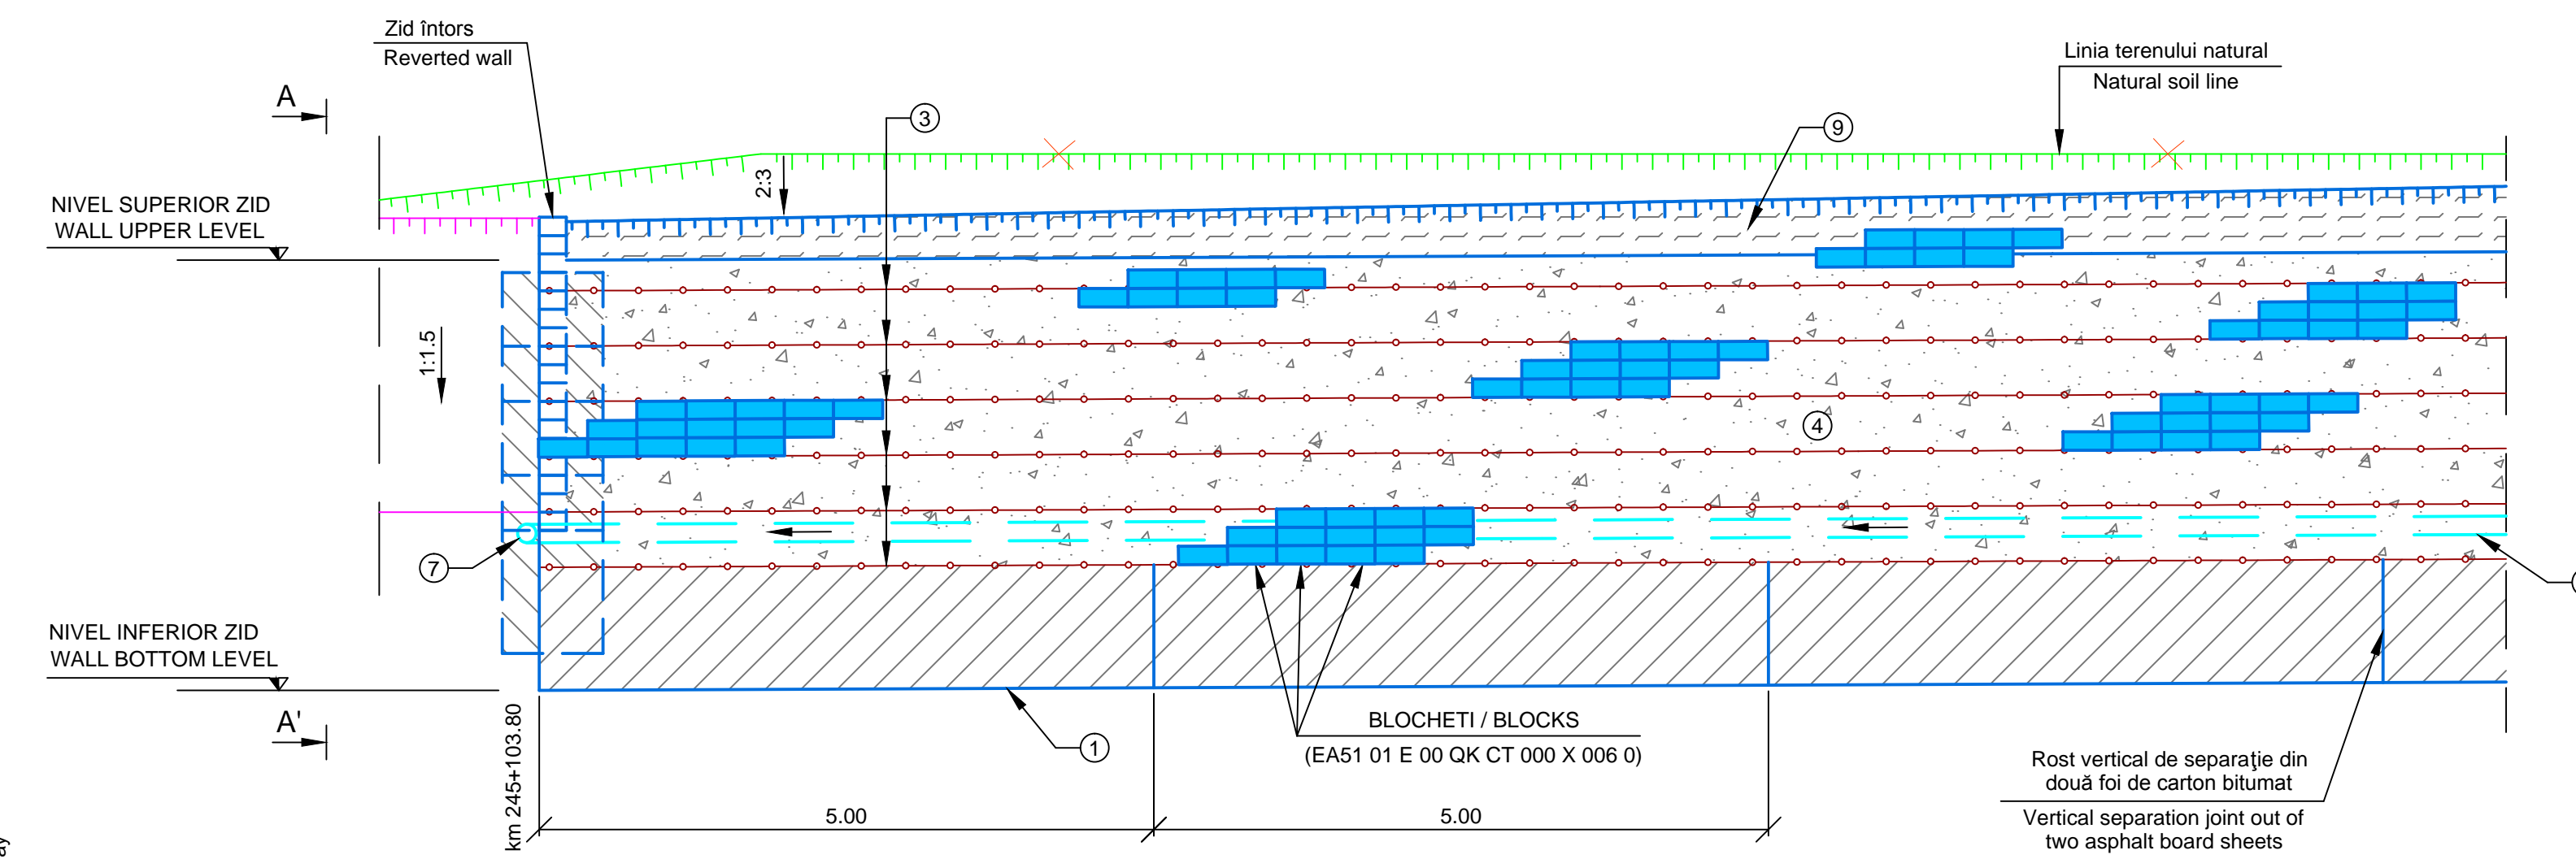 Zid întors
Reverted wall
Linia terenului natural
Natural soil line
A
3
9
2:3
NIVEL SUPERIOR ZID
WALL UPPER LEVEL
1:1.5
4
7
NIVEL INFERIOR ZID
WALL BOTTOM LEVEL
A'
km 245+103.80
1
BLOCHETI / BLOCKS
(EA51 01 E 00 QK CT 000 X 006 0)
5.00
5.00
Rost vertical de separaţie din
două foi de carton bitumat
Vertical separation joint out of
two asphalt board sheets